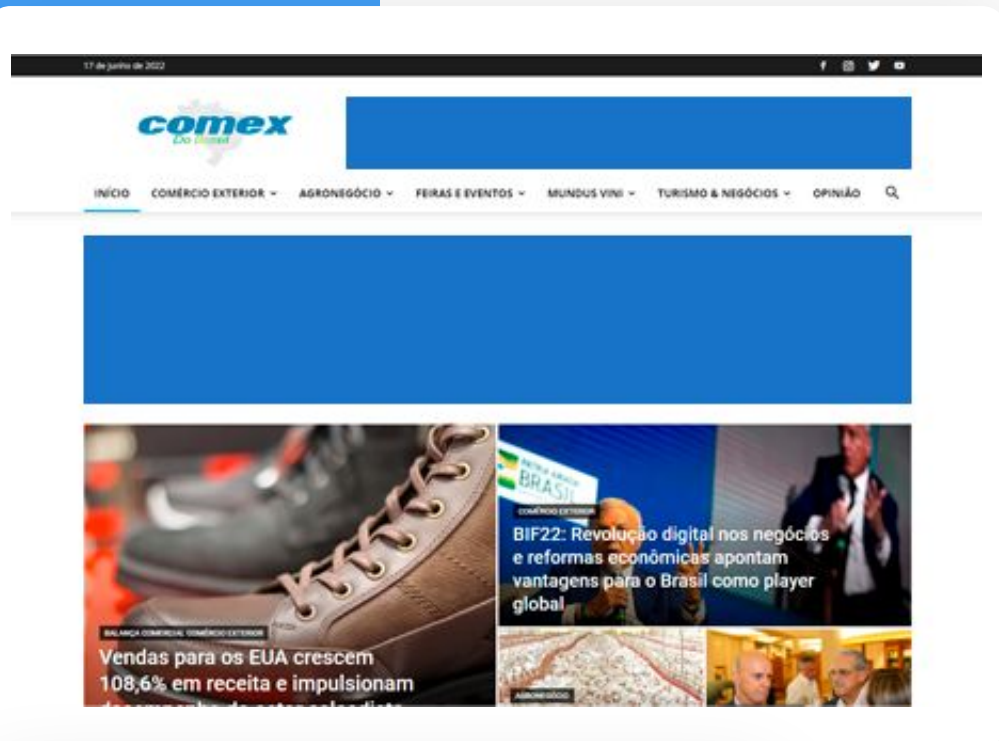 17 de junho de 2022
comex
Do Brasil
INÍCIO COMÉRCIO EXTERIOR AGRONEGÓCIO FEIRAS E EVENTOS MUNDUS VINI TURISMO & NEGÓCIOS OPINIÃO
BRASIL
COMÉRCIO EXTERIOR
BIF22: Revolução digital nos negócios
e reformas econômicas apontam
vantagens para o Brasil como player
global
BALANÇA COMERCIAL COMÉRCIO EXTERIOR
Vendas para os EUA crescem
108,6% em receita e impulsionam
AGRONEGÓCIO